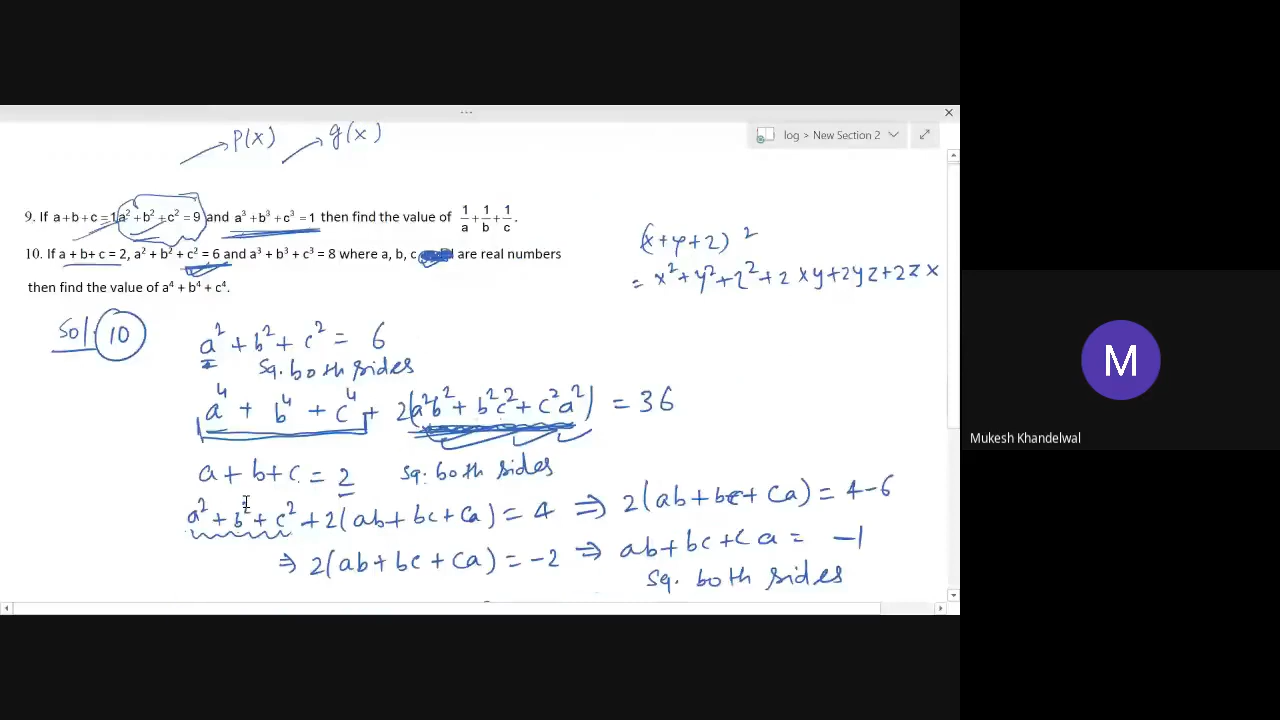 P(x) g(x)
log > New Section 2
9. If a+b+c = 1 a² + b² + c² = 9 and a³ + b³ + c³ = 1 then find the value of 1/a + 1/b + 1/c.
10. If a + b+ c = 2, a² + b² + c² = 6 and a³ + b³ + c³ = 8 where a, b, c are real numbers
then find the value of a⁴ + b⁴ + c⁴.
(x+y+z)²
= x²+y²+z²+2xy+2yz+2zx
Sol. 10
a² + b² + c² = 6
Sq. both sides
a⁴ + b⁴ + c⁴ + 2(a²b² + b²c² + c²a²) = 36
a + b + c = 2 Sq. both sides
a² + b² + c² + 2(ab + bc + ca) = 4 ⇒ 2(ab + bc + ca) = 4-6
⇒ 2(ab + bc + ca) = -2 ⇒ ab + bc + ca = -1
Sq. both sides
M
Mukesh Khandelwal